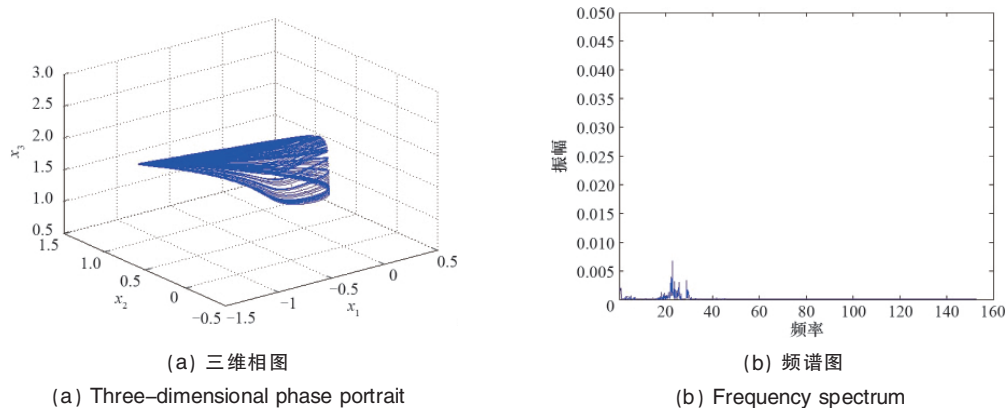 3.0
2.5
2.0
1.5
1.0
0.5
x3
1.5
1.0
0.5
0
−0.5
x2
−1.5
−1
−0.5
0
0.5
x1
0.050
0.045
0.040
0.035
0.030
0.025
0.020
0.015
0.010
0.005
0
振幅
20 40 60 80 100 120 140 160
频率
(a) 三维相图
(b) 频谱图
(a) Three–dimensional phase portrait
(b) Frequency spectrum